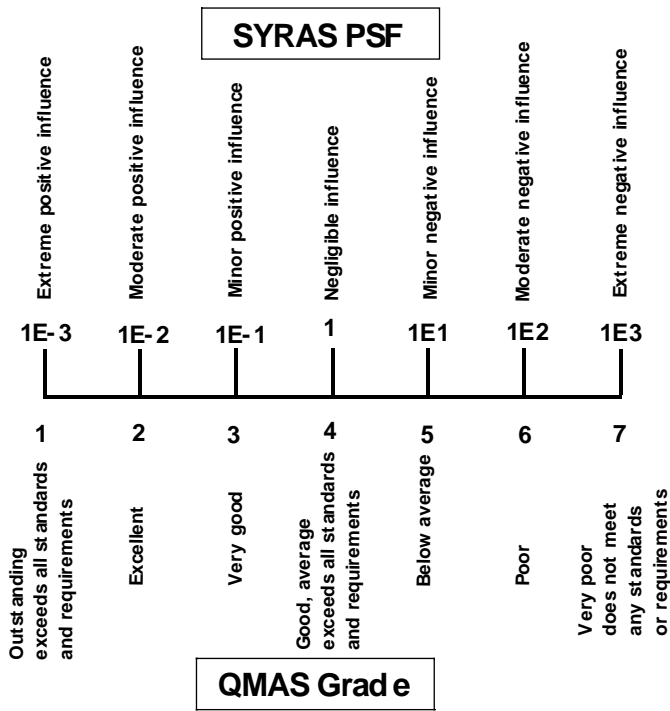 SYRAS PSF
Extreme positive influence
Moderate positive influence
Minor positive influence
Negligible influence
Minor negative influence
Moderate negative influence
Extreme negative influence
1E-3
1E-2
1E-1
1
1E1
1E2
1E3
1
2
3
4
5
6
7
Outstanding
exceeds all standards
and requirements
Excellent
Very good
Good, average
exceeds all standards
and requirements
Below average
Poor
Very poor
does not meet
any standards
or requirements
QMAS Grade